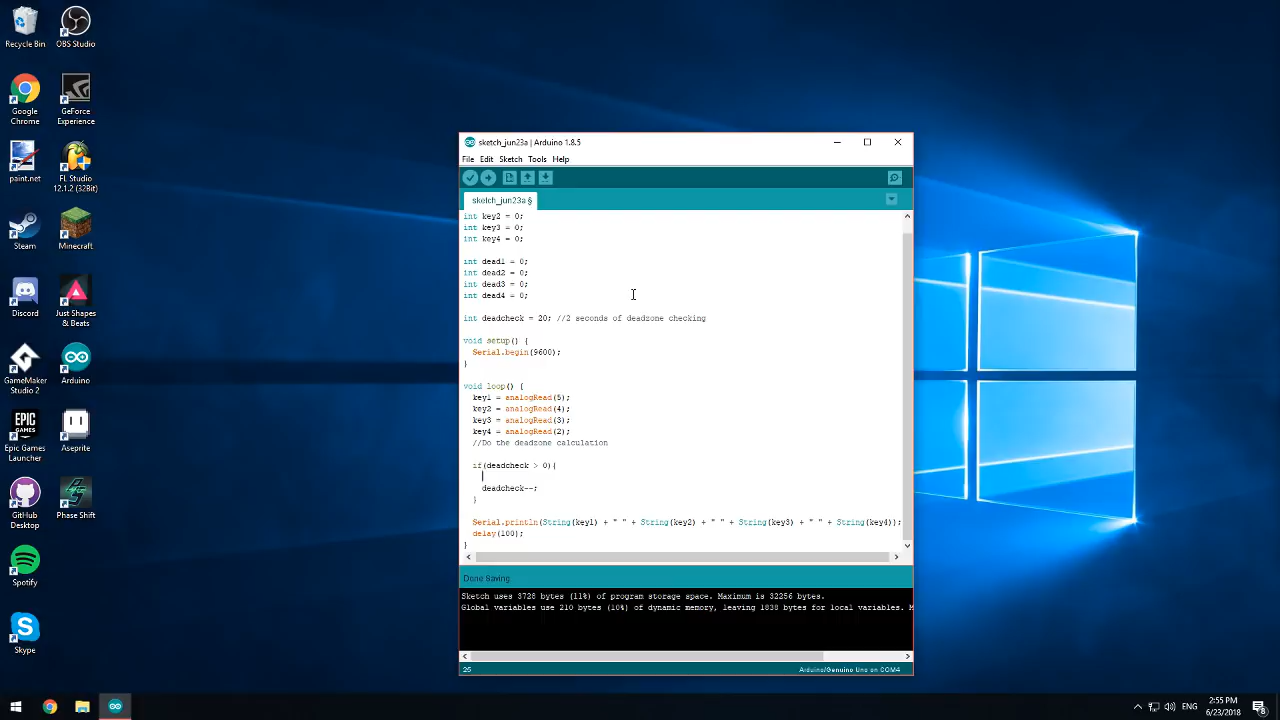 Recycle Bin
OBS Studio
Google Chrome
GeForce Experience
paint.net
FL Studio 12.1.2 (32Bit)
Steam
Minecraft
Discord
Just Shapes & Beats
GameMaker Studio 2
Arduino
Epic Games Launcher
Aseprite
GitHub Desktop
Phase Shift
Spotify
Skype
sketch_jun23a | Arduino 1.8.5
File Edit Sketch Tools Help
sketch_jun23a §
int key2 = 0;
int key3 = 0;
int key4 = 0;
int dead1 = 0;
int dead2 = 0;
int dead3 = 0;
int dead4 = 0;
int deadcheck = 20; //2 seconds of deadzone checking
void setup() {
Serial.begin(9600);
}
void loop() {
key1 = analogRead(5);
key2 = analogRead(4);
key3 = analogRead(3);
key4 = analogRead(2);
//Do the deadzone calculation
if(deadcheck > 0){
deadcheck--;
}
Serial.println(String(key1) + " " + String(key2) + " " + String(key3) + " " + String(key4));
delay(100);
}
Done Saving.
Sketch uses 3728 bytes (11%) of program storage space. Maximum is 32256 bytes.
Global variables use 210 bytes (10%) of dynamic memory, leaving 1838 bytes for local variables. M
25
Arduino/Genuino Uno on COM4
ENG
2:55 PM
6/23/2018